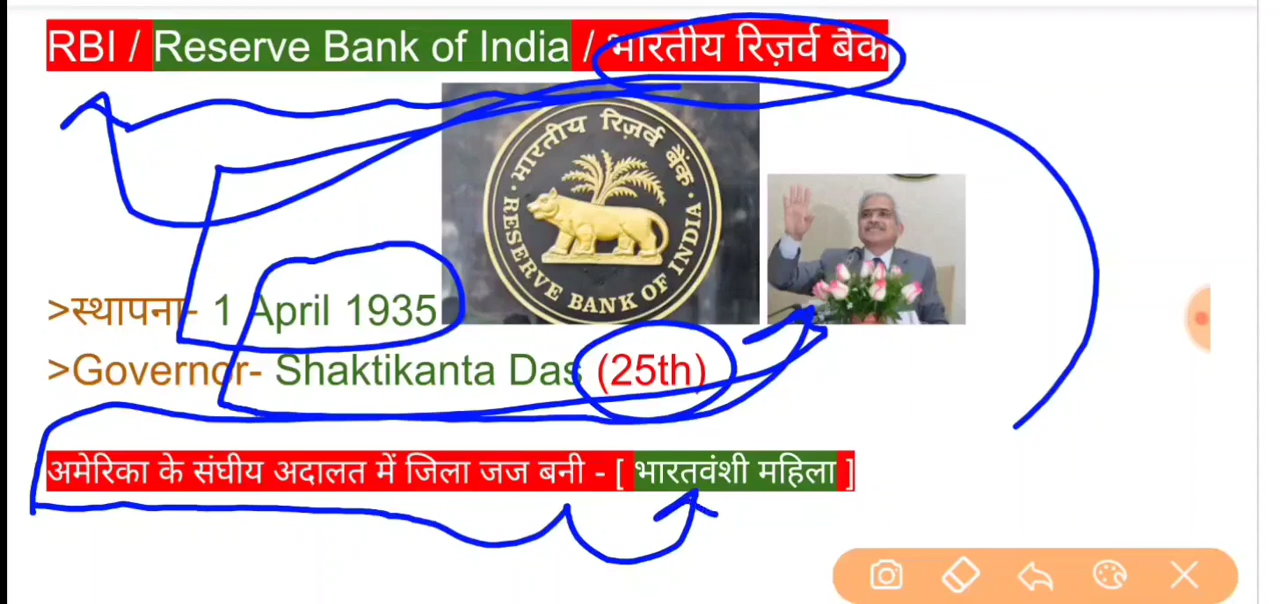 RBI / Reserve Bank of India / भारतीय रिज़र्व बैंक
भारतीय रिज़र्व बैंक
RESERVE BANK OF INDIA
>स्थापना- 1 April 1935
>Governor- Shaktikanta Das (25th)
अमेरिका के संघीय अदालत में जिला जज बनी - [ भारतवंशी महिला ]